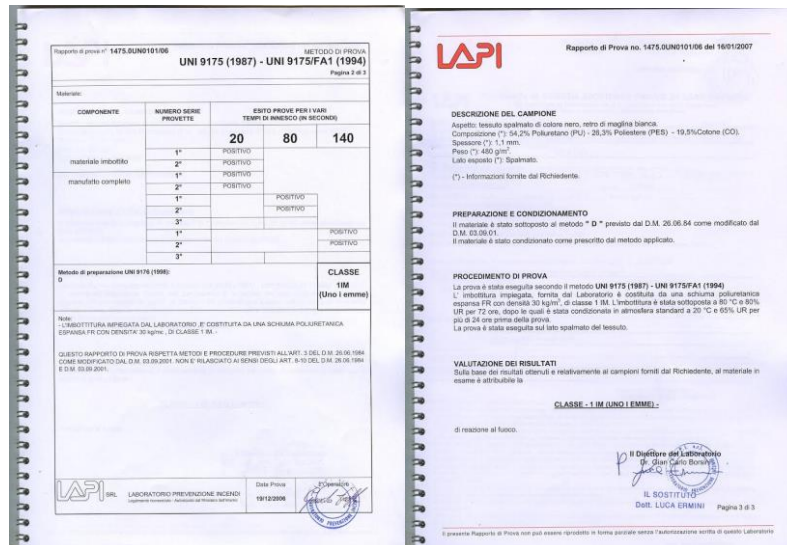 Rapporto di prova n° 1475.0UN0101/06
METODO DI PROVA
UNI 9175 (1987) - UNI 9175/FA1 (1994)
Pagina 2 di 3
Materiale:
COMPONENTE
NUMERO SERIE PROVETTE
ESITO PROVE PER I VARI
TEMPI DI INNESCO (IN SECONDI)
20 80 140
materiale imbottito
1° POSITIVO
2° POSITIVO
manufatto completo
1° POSITIVO
2° POSITIVO
1° POSITIVO
2° POSITIVO
3°
1° POSITIVO
2° POSITIVO
3°
Metodo di preparazione UNI 9176 (1998):
D
CLASSE
1IM
(Uno i emme)
Note:
- L'IMBOTTITURA IMPIEGATA DAL LABORATORIO ,E' COSTITUITA DA UNA SCHIUMA POLIURETANICA
ESPANSA FR CON DENSITA' 30 kg/mc , DI CLASSE 1 IM. -
QUESTO RAPPORTO DI PROVA RISPETTA METODI E PROCEDURE PREVISTI ALL'ART. 3 DEL D.M. 26.06.1984
COME MODIFICATO DAL D.M. 03.09.2001. NON E' RILASCIATO AI SENSI DEGLI ART. 8-10 DEL D.M. 26.06.1984
E D.M. 03.09.2001.
LAPI SRL
LABORATORIO PREVENZIONE INCENDI
Data Prova
19/12/2006
Il Operatore
LAPI
Rapporto di Prova no. 1475.0UN0101/06 del 16/01/2007
DESCRIZIONE DEL CAMPIONE
Aspetto: tessuto spalmato di colore nero, retro di maglina bianca.
Composizione (*): 54,2% Poliuretano (PU) - 26,3% Poliestere (PES) - 19,5%Cotone (CO).
Spessore (*): 1,1 mm.
Peso (*): 480 g/m².
Lato esposto (*): Spalmato.
(*) - Informazioni fornite dal Richiedente.
PREPARAZIONE E CONDIZIONAMENTO
Il materiale è stato sottoposto al metodo " D " previsto dal D.M. 26.06.84 come modificato dal
D.M. 03.09.01.
Il materiale è stato condizionato come prescritto dal metodo applicato.
PROCEDIMENTO DI PROVA
La prova è stata eseguita secondo il metodo UNI 9175 (1987) - UNI 9175/FA1 (1994)
L' imbottitura impiegata, fornita dal Laboratorio è costituita da una schiuma poliuretanica
espansa FR con densità 30 kg/m³, di classe 1 IM. L'imbottitura è stata sottoposta a 80 °C e 80%
UR per 72 ore, dopo le quali è stata condizionata in atmosfera standard a 20 °C e 65% UR per
più di 24 ore prima della prova.
La prova è stata eseguita sul lato spalmato del tessuto.
VALUTAZIONE DEI RISULTATI
Sulla base dei risultati ottenuti e relativamente ai campioni forniti dal Richiedente, al materiale in
esame è attribuibile la
CLASSE - 1 IM (UNO I EMME) -
di reazione al fuoco.
Il Direttore del Laboratorio
Dr. Gian Carlo Borsini
IL SOSTITUTO
Dott. LUCA ERMINI
Pagina 3 di 3
Il presente Rapporto di Prova non può essere riprodotto in forma parziale senza l'autorizzazione scritta di questo Laboratorio